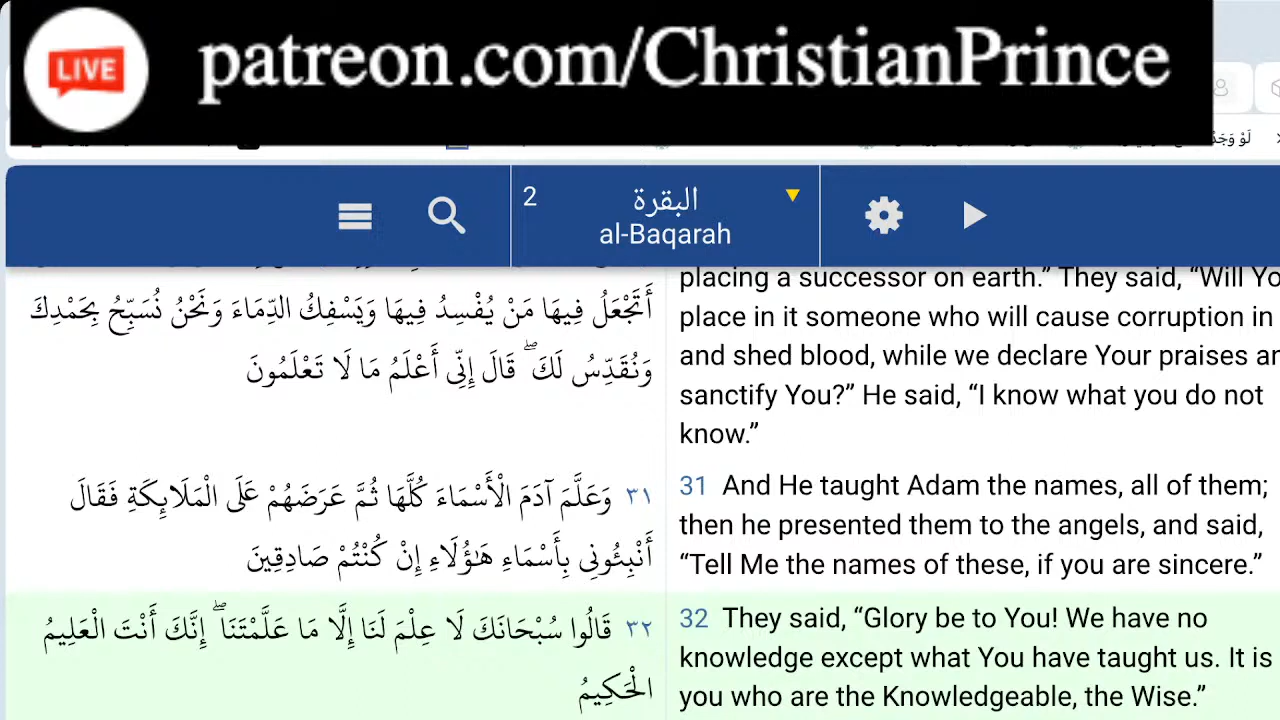 LIVE
patreon.com/ChristianPrince
لَوْ
2
البقرة
al-Baqarah
أَتَجْعَلُ فِيهَا مَنْ يُفْسِدُ فِيهَا وَيَسْفِكُ الدِّمَاءَ وَنَحْنُ نُسَبِّحُ بِحَمْدِكَ
وَنُقَدِّسُ لَكَ ۖ قَالَ إِنِّي أَعْلَمُ مَا لَا تَعْلَمُونَ
٣١ وَعَلَّمَ آدَمَ الْأَسْمَاءَ كُلَّهَا ثُمَّ عَرَضَهُمْ عَلَى الْمَلَائِكَةِ فَقَالَ
أَنْبِئُونِي بِأَسْمَاءِ هَٰؤُلَاءِ إِنْ كُنْتُمْ صَادِقِينَ
٣٢ قَالُوا سُبْحَانَكَ لَا عِلْمَ لَنَا إِلَّا مَا عَلَّمْتَنَا ۖ إِنَّكَ أَنْتَ الْعَلِيمُ
الْحَكِيمُ
placing a successor on earth.” They said, “Will Yo
place in it someone who will cause corruption in
and shed blood, while we declare Your praises an
sanctify You?” He said, “I know what you do not
know.”
31 And He taught Adam the names, all of them;
then he presented them to the angels, and said,
“Tell Me the names of these, if you are sincere.”
32 They said, “Glory be to You! We have no
knowledge except what You have taught us. It is
you who are the Knowledgeable, the Wise.”